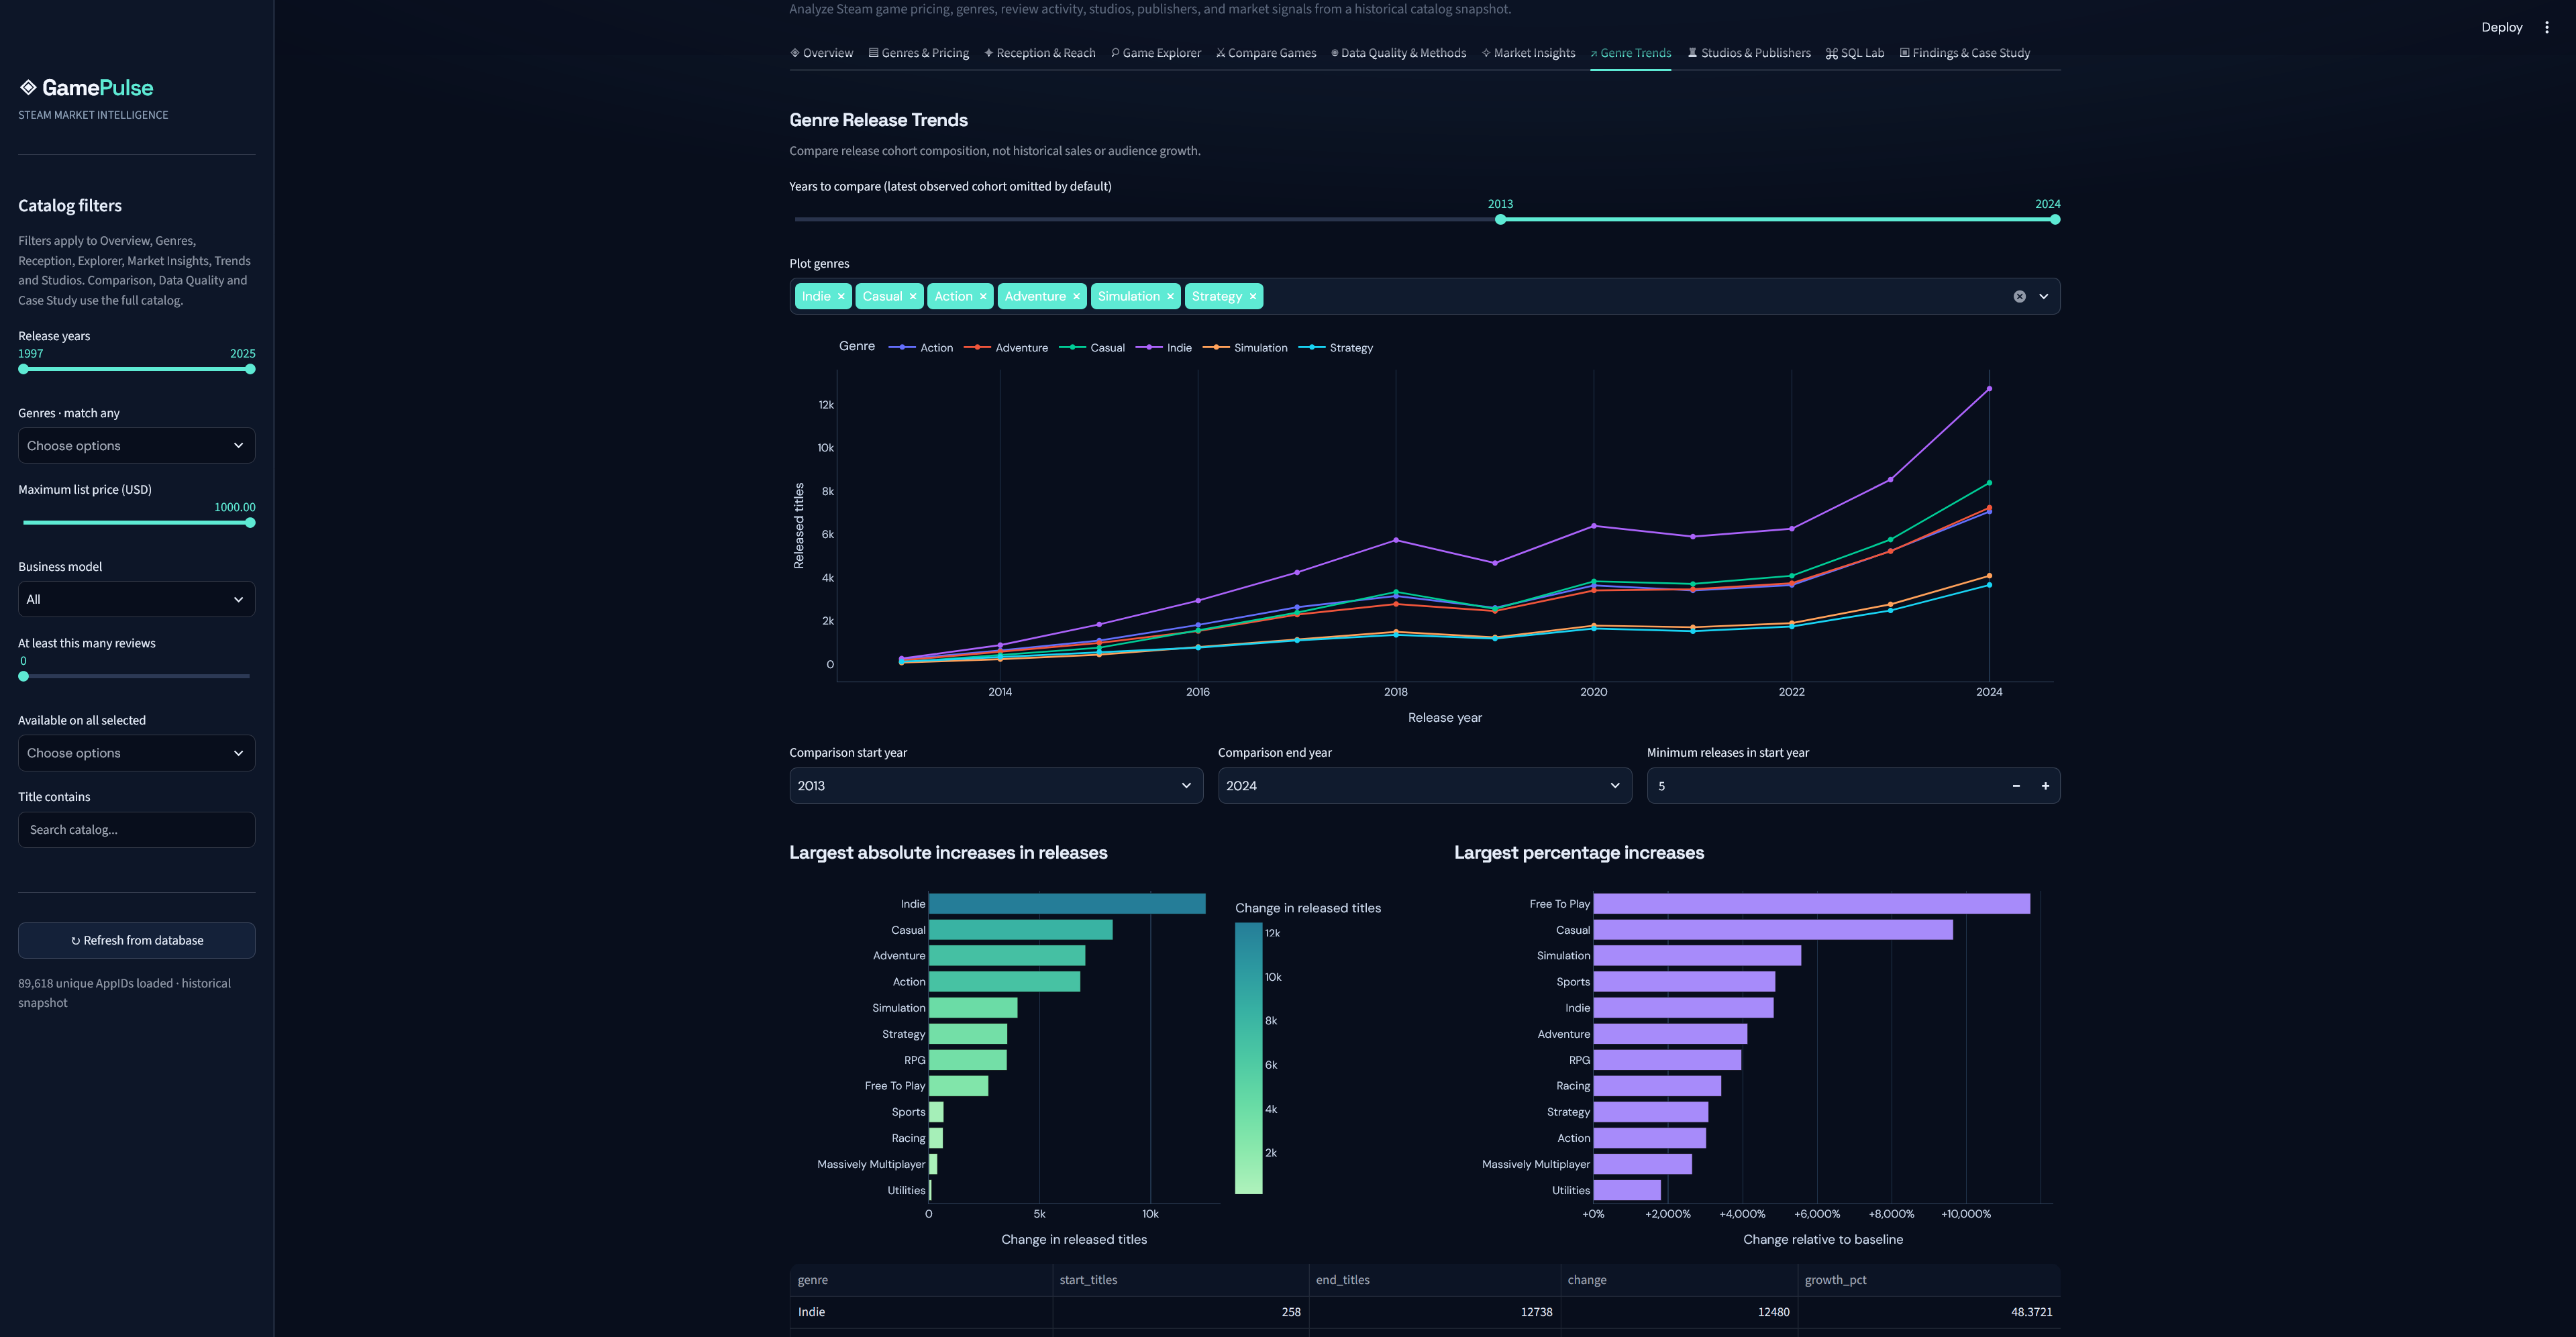 Analyze Steam game pricing, genres, review activity, studios, publishers, and market signals from a historical catalog snapshot.
Deploy
Overview Genres & Pricing Reception & Reach Game Explorer Compare Games Data Quality & Methods Market Insights Genre Trends Studios & Publishers SQL Lab Findings & Case Study
GamePulse
STEAM MARKET INTELLIGENCE
Catalog filters
Filters apply to Overview, Genres,
Reception, Explorer, Market Insights, Trends
and Studios. Comparison, Data Quality and
Case Study use the full catalog.
Release years
1997 2025
Genres · match any
Choose options
Maximum list price (USD)
1000.00
Business model
All
At least this many reviews
0
Available on all selected
Choose options
Title contains
Search catalog...
↻ Refresh from database
89,618 unique AppIDs loaded · historical
snapshot
Genre Release Trends
Compare release cohort composition, not historical sales or audience growth.
Years to compare (latest observed cohort omitted by default)
2013 2024
Plot genres
Indie × Casual × Action × Adventure × Simulation × Strategy ×
Genre Action Adventure Casual Indie Simulation Strategy
12k
10k
8k
6k
4k
2k
0
Released titles
2014 2016 2018 2020 2022 2024
Release year
Comparison start year Comparison end year Minimum releases in start year
2013 2024 5 − +
Largest absolute increases in releases
Indie
Casual
Adventure
Action
Simulation
Strategy
RPG
Free To Play
Sports
Racing
Massively Multiplayer
Utilities
0 5k 10k
Change in released titles
Change in released titles
12k
10k
8k
6k
4k
2k
Largest percentage increases
Free To Play
Casual
Simulation
Sports
Indie
Adventure
RPG
Racing
Strategy
Action
Massively Multiplayer
Utilities
+0% +2,000% +4,000% +6,000% +8,000% +10,000%
Change relative to baseline
genre start_titles end_titles change growth_pct
Indie 258 12738 12480 48.3721